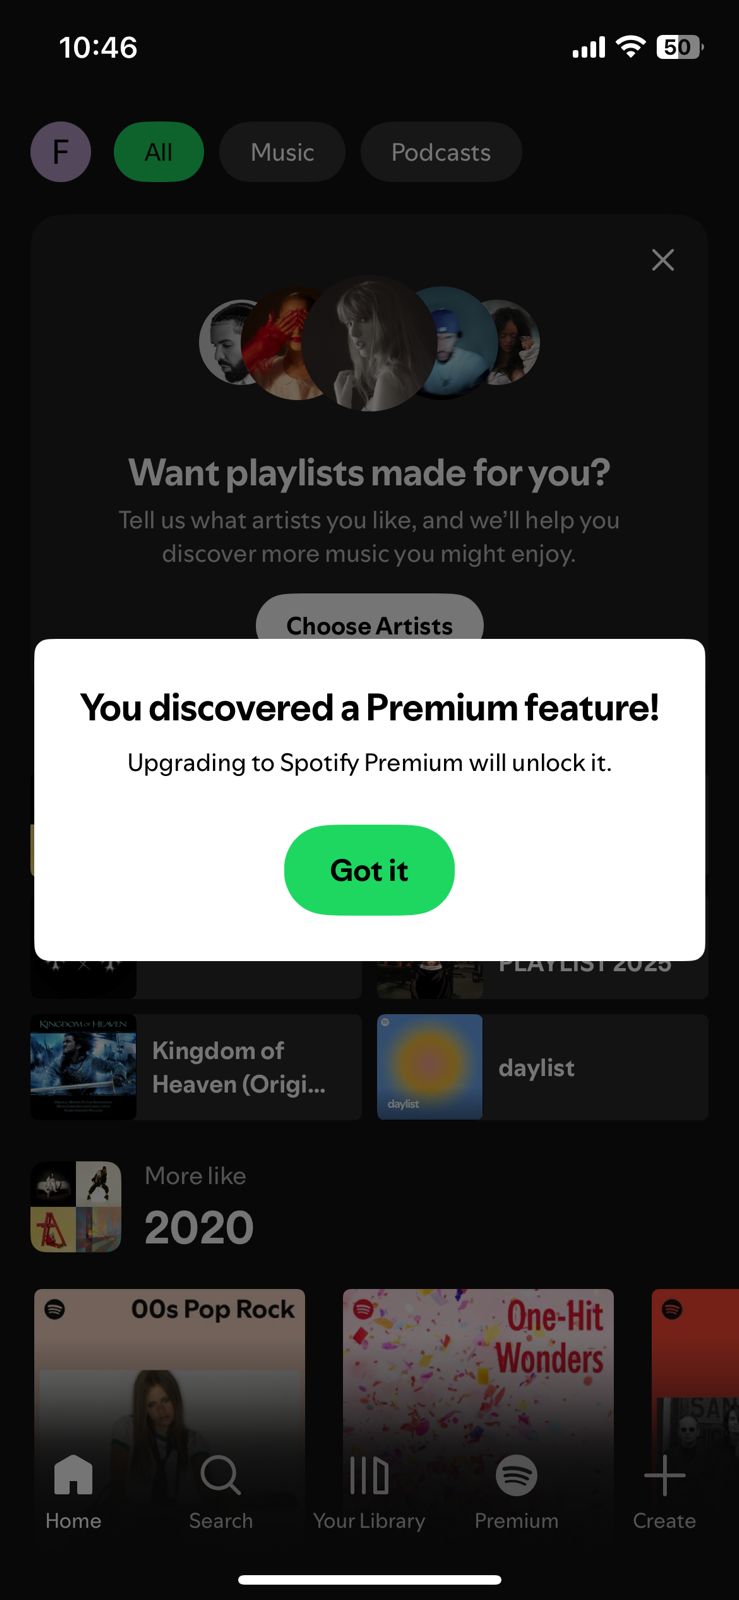 10:46
50
F
All
Music
Podcasts
Want playlists made for you?
Tell us what artists you like, and we'll help you
discover more music you might enjoy.
Choose Artists
You discovered a Premium feature!
Upgrading to Spotify Premium will unlock it.
Got it
PLAYLIST 2025
KINGDOM OF HEAVEN
Kingdom of
Heaven (Origi...
daylist
daylist
More like
2020
00s Pop Rock
One-Hit
Wonders
Home
Search
Your Library
Premium
Create